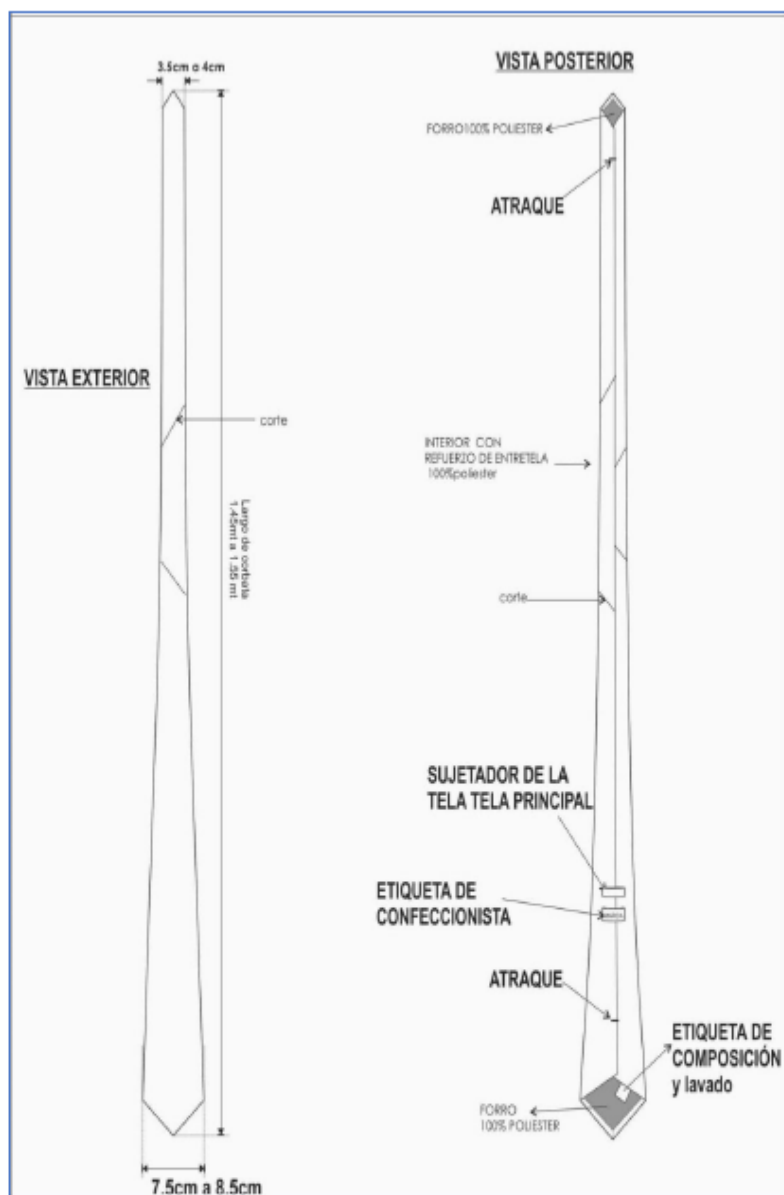 3.5cm a 4cm
VISTA EXTERIOR
corte
Largo de corbata
1.45mt a 1.55 mt
7.5cm a 8.5cm
VISTA POSTERIOR
FORRO100% POLIESTER
ATRAQUE
INTERIOR CON
REFUERZO DE ENTRETELA
100%poliester
corte
SUJETADOR DE LA
TELA TELA PRINCIPAL
ETIQUETA DE
CONFECCIONISTA
ATRAQUE
ETIQUETA DE
COMPOSICIÓN
y lavado
FORRO
100% POLIESTER